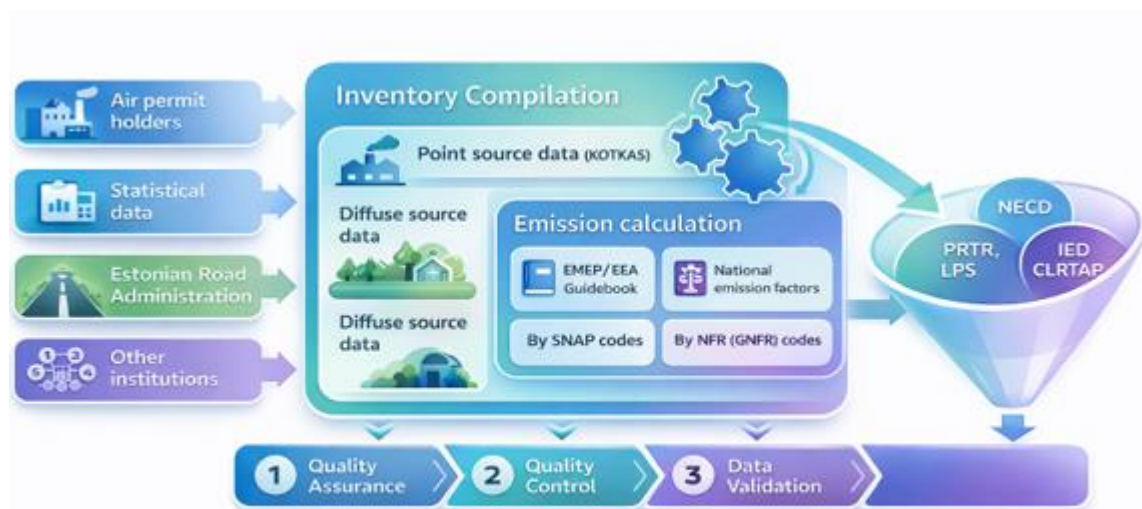 Air permit
holders
Statistical
data
Estonian Road
Administration
Other
institutions
Inventory Compilation
Point source data (KOTKAS)
Diffuse source
data
Diffuse source
data
Emission calculation
EMEP/EEA
Guidebook
National
emission factors
By SNAP codes
By NFR (GNFR) codes
NECD
PRTR,
LPS
IED
CLRTAP
1 Quality
Assurance
2 Quality
Control
3 Data
Validation